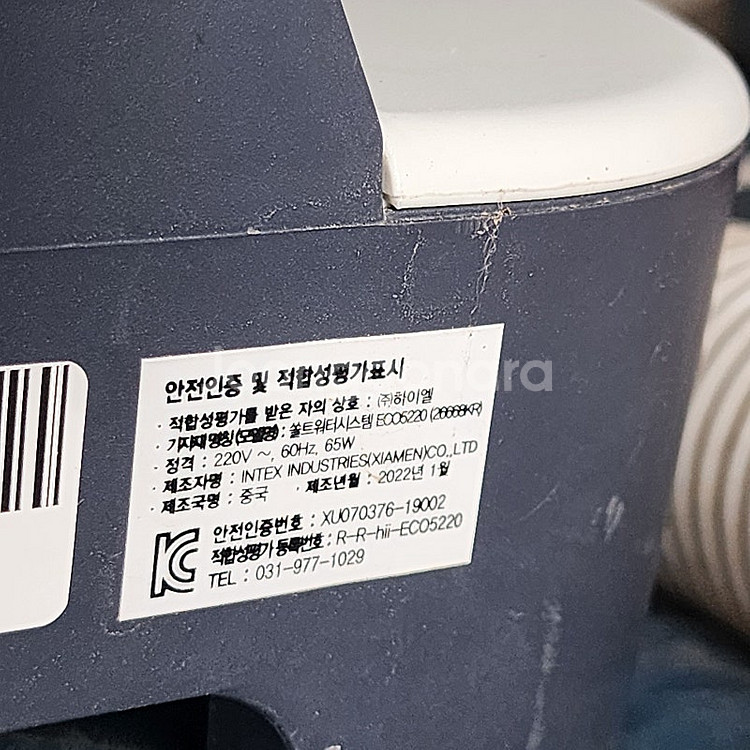 안전인증 및 적합성평가표시
· 적합성평가를 받은 자의 상호 : ㈜하이엘
· 기자재명칭(모델명) : 쏠트워터시스템 ECO5220 (26668KR)
· 정격 : 220V ~, 60Hz, 65W
· 제조자명 : INTEX INDUSTRIES(XIAMEN)CO.,LTD
· 제조국명 : 중국 · 제조년월 : 2022년 1월
안전인증번호 : XU070376-19002
적합성평가 등록번호 : R-R-hii-ECO5220
TEL : 031-977-1029